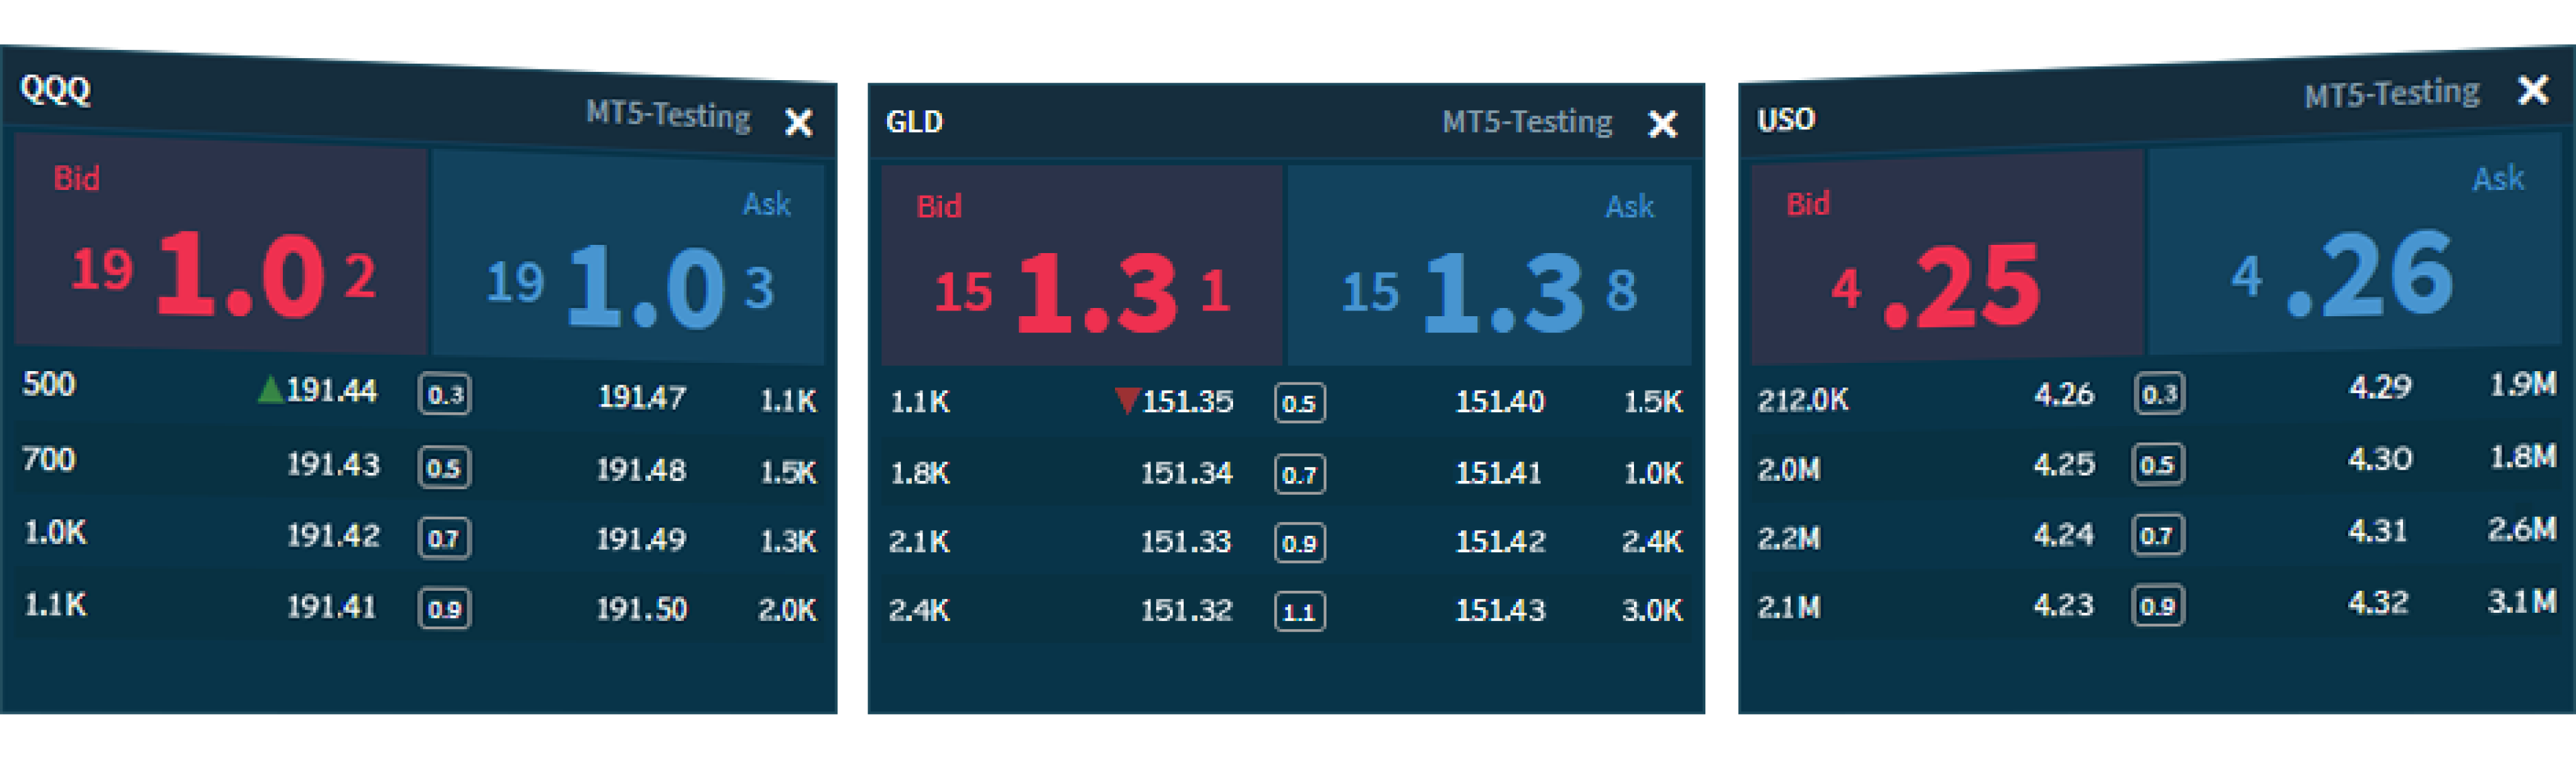 QQQ
MT5-Testing ×
Bid
Ask
19 1.0 2
19 1.0 3
500 ▲191.44 0.3 191.47 1.1K
700 191.43 0.5 191.48 1.5K
1.0K 191.42 0.7 191.49 1.3K
1.1K 191.41 0.9 191.50 2.0K
GLD
MT5-Testing ×
Bid
Ask
15 1.3 1
15 1.3 8
1.1K ▼151.35 0.5 151.40 1.5K
1.8K 151.34 0.7 151.41 1.0K
2.1K 151.33 0.9 151.42 2.4K
2.4K 151.32 1.1 151.43 3.0K
USO
MT5-Testing ×
Bid
Ask
4 .25
4 .26
212.0K 4.26 0.3 4.29 1.9M
2.0M 4.25 0.5 4.30 1.8M
2.2M 4.24 0.7 4.31 2.6M
2.1M 4.23 0.9 4.32 3.1M